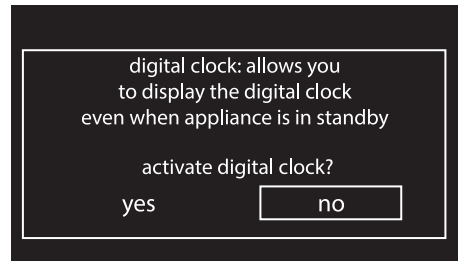 digital clock: allows you
to display the digital clock
even when appliance is in standby
activate digital clock?
yes no